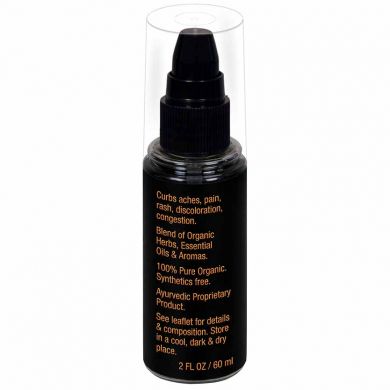 Curbs aches, pain,
rash, discoloration,
congestion.
Blend of Organic
Herbs, Essential
Oils & Aromas.
100% Pure Organic.
Synthetics free.
Ayurvedic Proprietary
Product.
See leaflet for details
& composition. Store
in a cool, dark & dry
place.
2 FL OZ / 60 ml